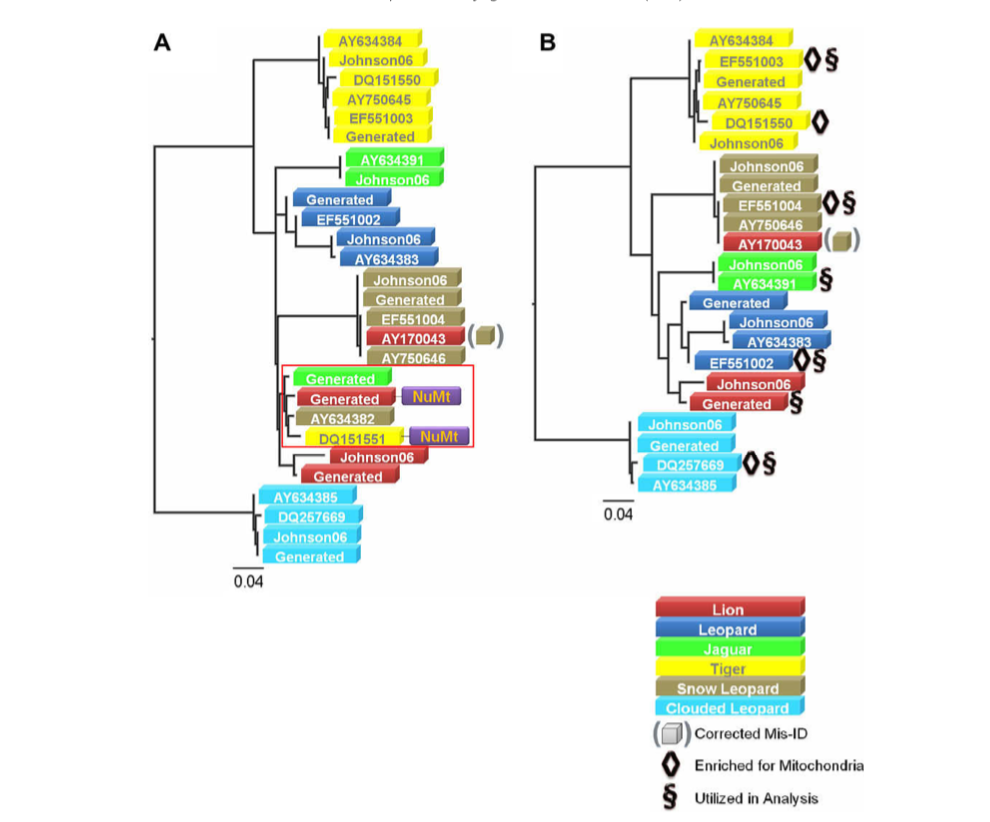 A
AY634384
Johnson06
DQ151550
AY750645
EF551003
Generated
AY634391
Johnson06
Generated
EF551002
Johnson06
AY634383
Johnson06
Generated
EF551004
AY170043 ( )
AY750646
Generated
Generated NuMt
AY634382
DQ151551 NuMt
Johnson06
Generated
AY634385
DQ257669
Johnson06
Generated
0.04
B
AY634384
EF551003 §
Generated
AY750645
DQ151550
Johnson06
Johnson06
Generated
EF551004 §
AY750646
AY170043 ( )
Johnson06
AY634391 §
Generated
Johnson06
AY634383
EF551002 §
Johnson06
Generated §
Johnson06
Generated
DQ257669 §
AY634385
0.04
Lion
Leopard
Jaguar
Tiger
Snow Leopard
Clouded Leopard
( ) Corrected Mis-ID
Enriched for Mitochondria
§ Utilized in Analysis